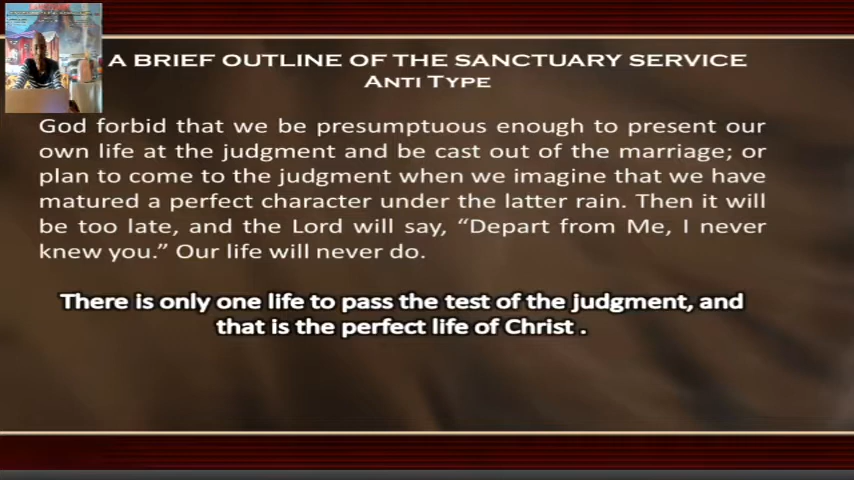 A BRIEF OUTLINE OF THE SANCTUARY SERVICE
ANTI TYPE
God forbid that we be presumptuous enough to present our
own life at the judgment and be cast out of the marriage; or
plan to come to the judgment when we imagine that we have
matured a perfect character under the latter rain. Then it will
be too late, and the Lord will say, “Depart from Me, I never
knew you.” Our life will never do.
There is only one life to pass the test of the judgment, and
that is the perfect life of Christ .